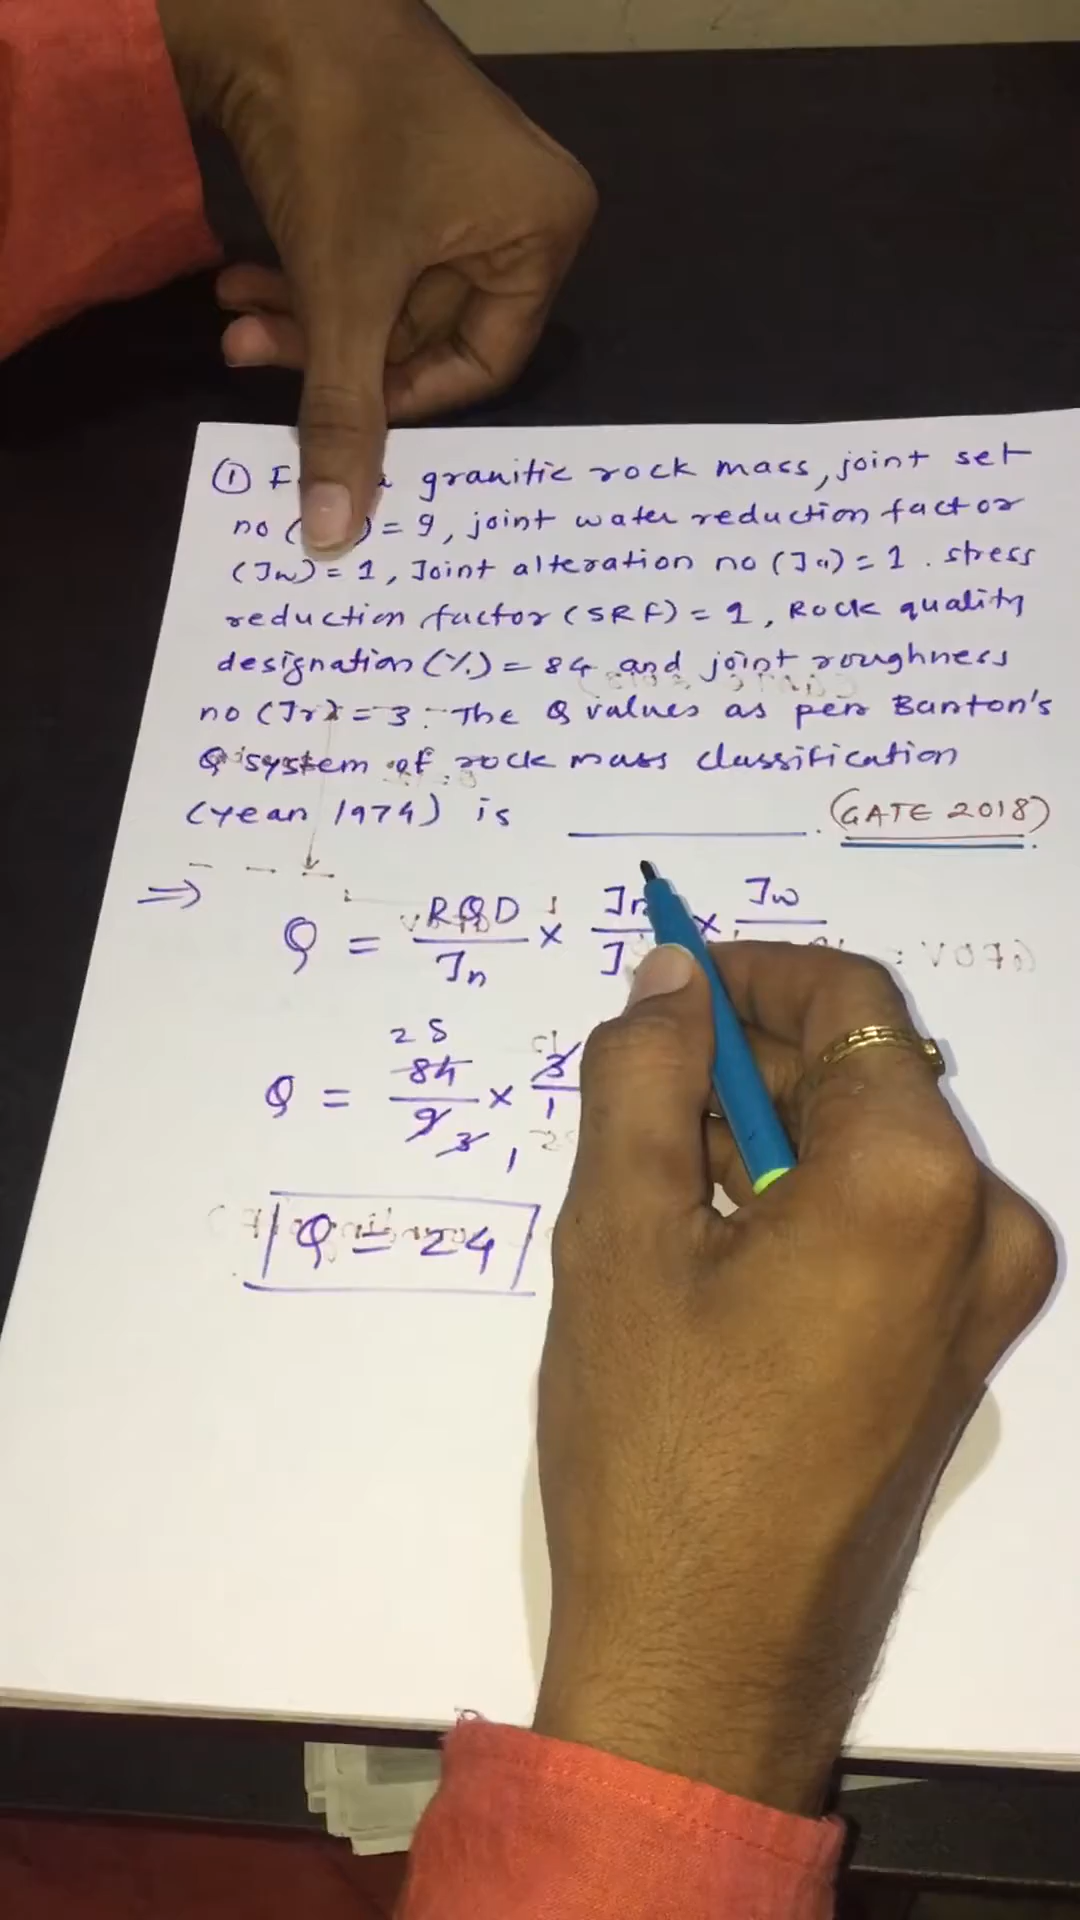 ① a granitic rock mass, joint set
no ( ) = 9, joint water reduction factor
(Jw) = 1, Joint alteration no (Ja) = 1. stress
reduction factor (SRF) = 1, Rock quality
designation (%) = 84 and joint roughness
no (Jr) = 3. The Q values as per Banton's
Q system of rock mass classification
(year 1974) is ________. (GATE 2018)
⇒ Q = RQD/Jn × Jr/J × Jw
28
Q = 84/9 × 3/1
3 1
Q = 24